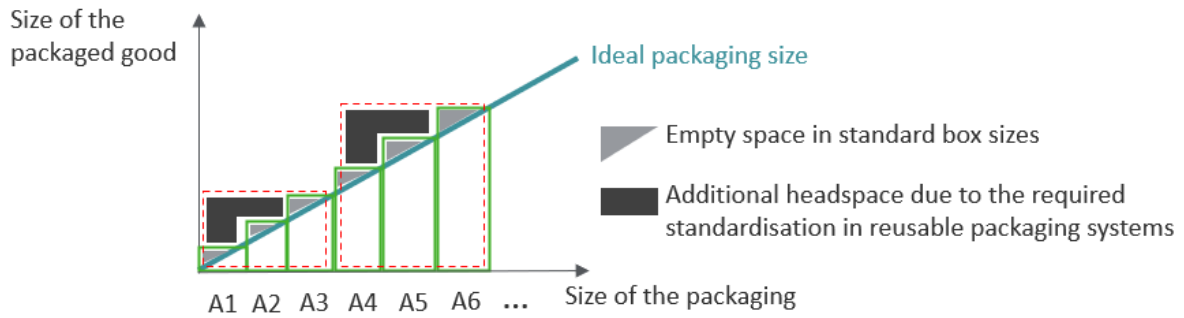 Size of the
packaged good
Ideal packaging size
Empty space in standard box sizes
Additional headspace due to the required
standardisation in reusable packaging systems
A1 A2 A3 A4 A5 A6 ...
Size of the packaging